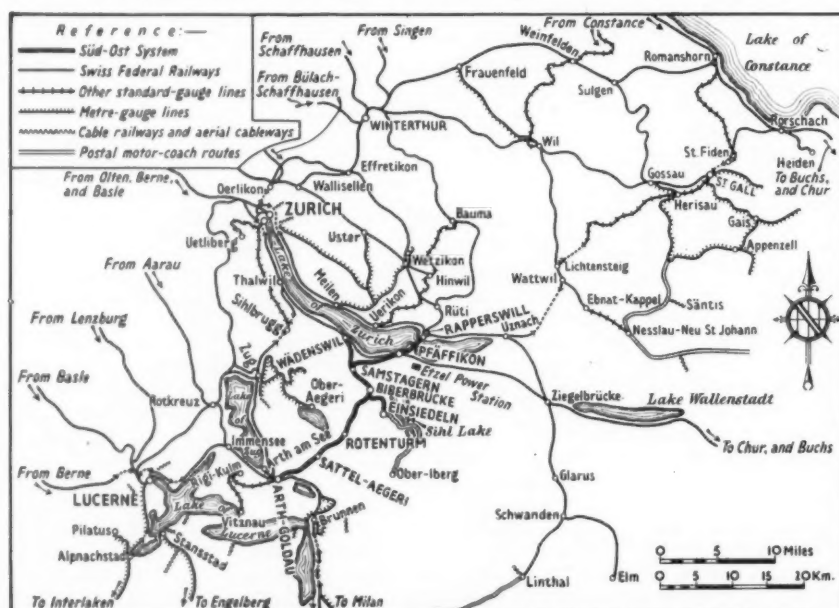 Reference:—
Süd-Ost System
Swiss Federal Railways
Other standard-gauge lines
Metre-gauge lines
Cable railways and aerial cableways
Postal motor-coach routes
From Schaffhausen
From Singen
From Bülach-Schaffhausen
From Constance
Weinfelden
Romanshorn
Lake of Constance
Frauenfeld
Sulgen
WINTERTHUR
Rorschach
Wil
St. Fiden
Heiden
To Buchs, and Chur
From Olten, Berne, and Basle
Oerlikon
Effretikon
Wallisellen
Gossau
ST GALL
Herisau
Gais
Appenzell
ZURICH
Bauma
Uetliberg
Uster
Wetzikon
Hinwil
Lichtensteig
Wattwil
From Aarau
Thalwil
Lake of Zurich
Meilen
Uerikon
Sihlbrugg
Rüti
RAPPERSWILL
Uznach
Ebnat-Kappel
Säntis
Nesslau-Neu St Johann
From Lenzburg
Zug
WÄDENSWIL
PFÄFFIKON
Etzel Power Station
SAMSTAGERN
BIBERBRÜCKE
From Basle
Rotkreuz
Lake of Zug
Ober-Aegeri
EINSIEDELN
Sihl Lake
Ziegelbrücke
Lake Wallenstadt
ROTENTURM
Immensee
Arth am See
To Chur, and Buchs
From Berne
Rigi-Kulm
SATTEL-AEGERI
Ober-Iberg
Glarus
LUCERNE
Lake of Lucerne
ARTH-GOLDAU
Vitznau
Brunnen
Schwanden
Pilatus
Alpnachstad
Stansstad
Linthal
Elm
0 5 10 Miles
0 5 10 15 20 Km.
To Interlaken
To Engelberg
To Milan